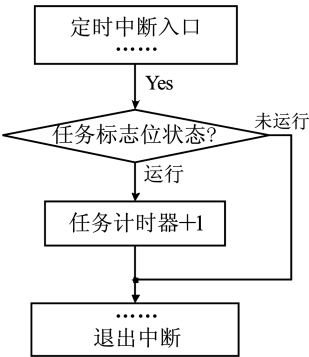 定时中断入口
······
Yes
任务标志位状态?
未运行
运行
任务计时器+1
······
退出中断